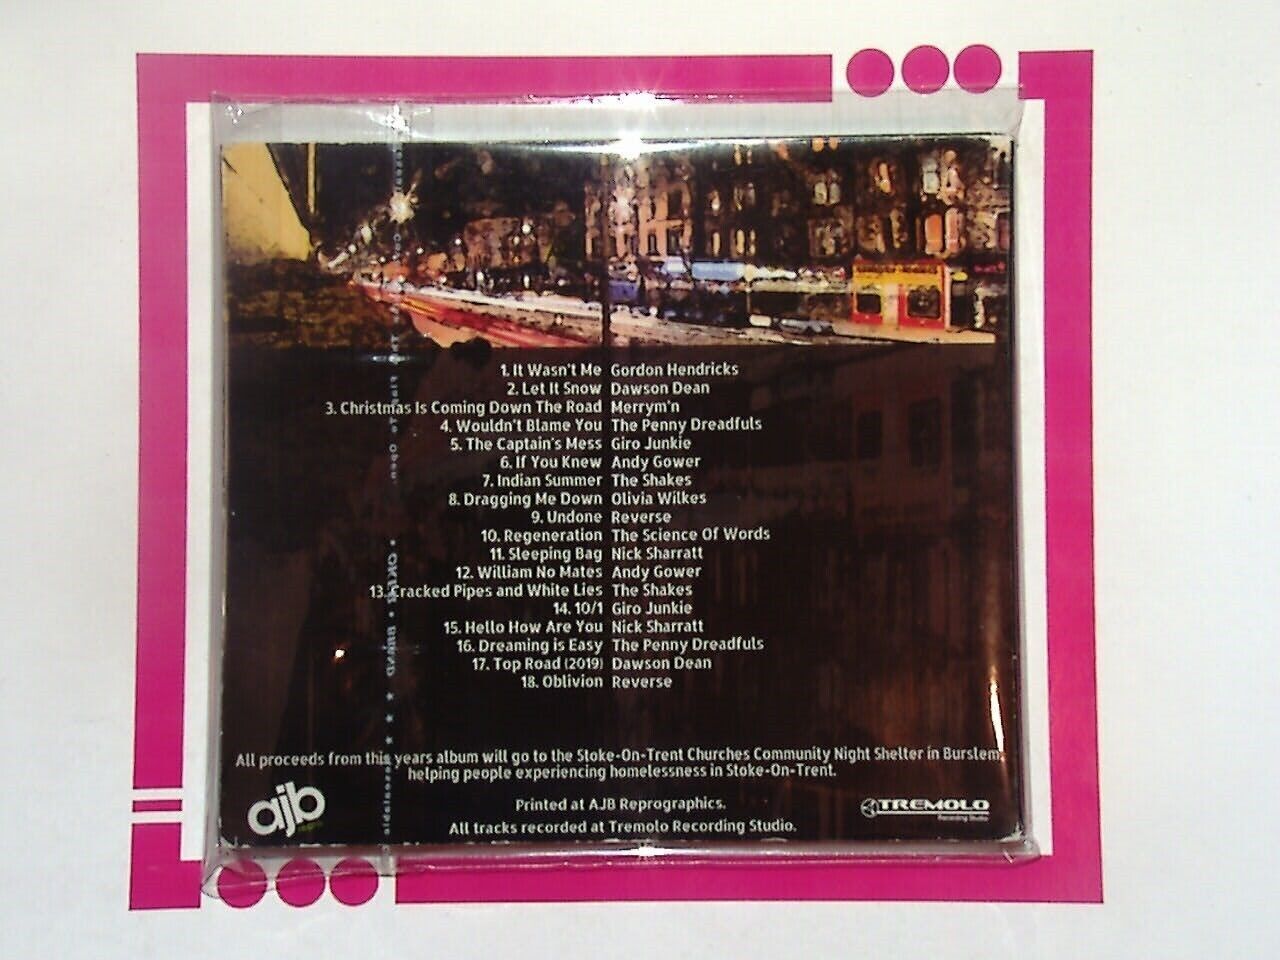 1. It Wasn't Me Gordon Hendricks
2. Let It Snow Dawson Dean
3. Christmas Is Coming Down The Road Merrym'n
4. Wouldn't Blame You The Penny Dreadfuls
5. The Captain's Mess Giro Junkie
6. If You Knew Andy Gower
7. Indian Summer The Shakes
8. Dragging Me Down Olivia Wilkes
9. Undone Reverse
10. Regeneration The Science Of Words
11. Sleeping Bag Nick Sharratt
12. William No Mates Andy Gower
13. Cracked Pipes and White Lies The Shakes
14. 10/1 Giro Junkie
15. Hello How Are You Nick Sharratt
16. Dreaming is Easy The Penny Dreadfuls
17. Top Road (2019) Dawson Dean
18. Oblivion Reverse
All proceeds from this years album will go to the Stoke-On-Trent Churches Community Night Shelter in Burslem,
helping people experiencing homelessness in Stoke-On-Trent.
ajb
Printed at AJB Reprographics.
TREMOLO
Recording Studio
All tracks recorded at Tremolo Recording Studio.